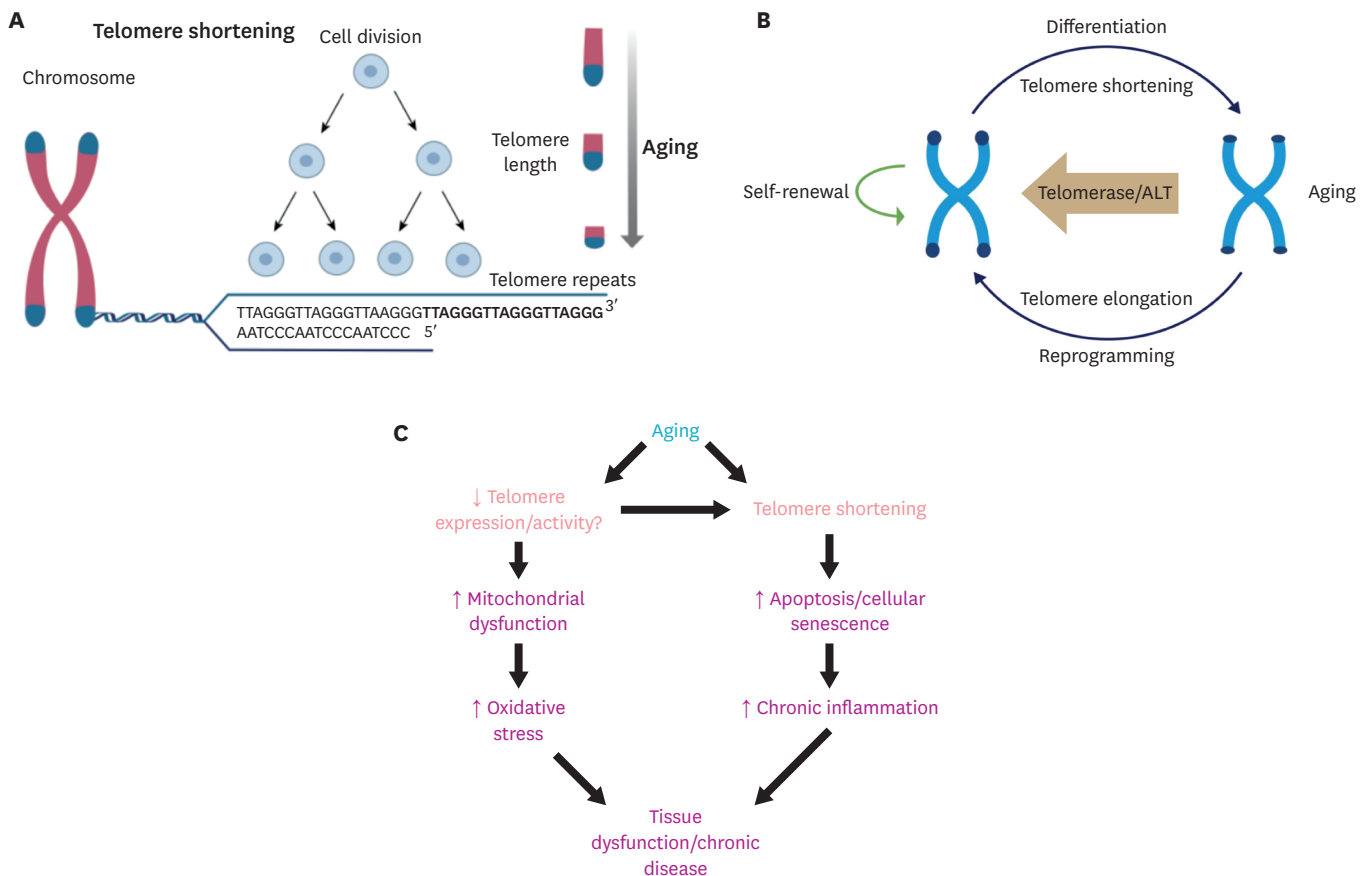 A
Telomere shortening
Cell division
Chromosome
Telomere
length
Aging
Telomere repeats
TTAGGGTTAGGGTTAAGGGTTAGGGTTAGGGTTAGGG 3′
AATCCCAATCCCAATCCC 5′
B
Differentiation
Telomere shortening
Self-renewal
Telomerase/ALT
Aging
Telomere elongation
Reprogramming
C
Aging
↓ Telomere
expression/activity?
Telomere shortening
↑ Mitochondrial
dysfunction
↑ Apoptosis/cellular
senescence
↑ Oxidative
stress
↑ Chronic inflammation
Tissue
dysfunction/chronic
disease